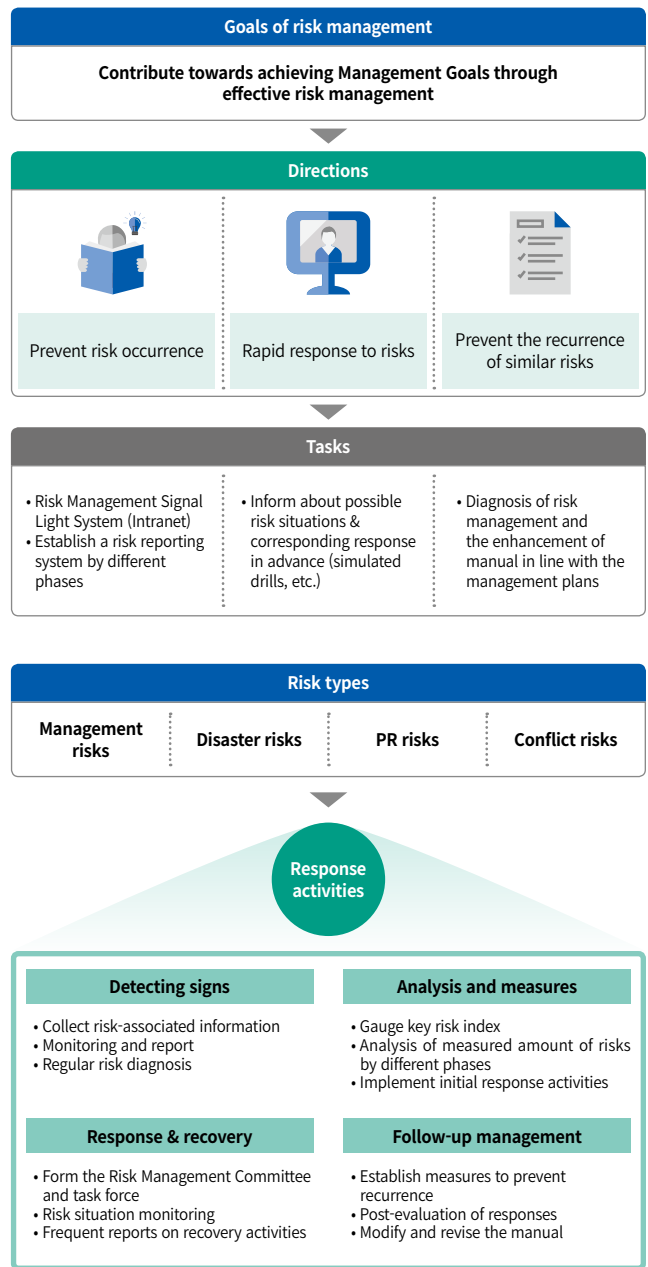 Goals of risk management
Contribute towards achieving Management Goals through
effective risk management
Directions
Prevent risk occurrence
Rapid response to risks
Prevent the recurrence
of similar risks
Tasks
• Risk Management Signal
Light System (Intranet)
• Establish a risk reporting
system by different
phases
• Inform about possible
risk situations &
corresponding response
in advance (simulated
drills, etc.)
• Diagnosis of risk
management and
the enhancement of
manual in line with the
management plans
Risk types
Management
risks
Disaster risks
PR risks
Conflict risks
Response
activities
Detecting signs
• Collect risk-associated information
• Monitoring and report
• Regular risk diagnosis
Analysis and measures
• Gauge key risk index
• Analysis of measured amount of risks
by different phases
• Implement initial response activities
Response & recovery
• Form the Risk Management Committee
and task force
• Risk situation monitoring
• Frequent reports on recovery activities
Follow-up management
• Establish measures to prevent
recurrence
• Post-evaluation of responses
• Modify and revise the manual